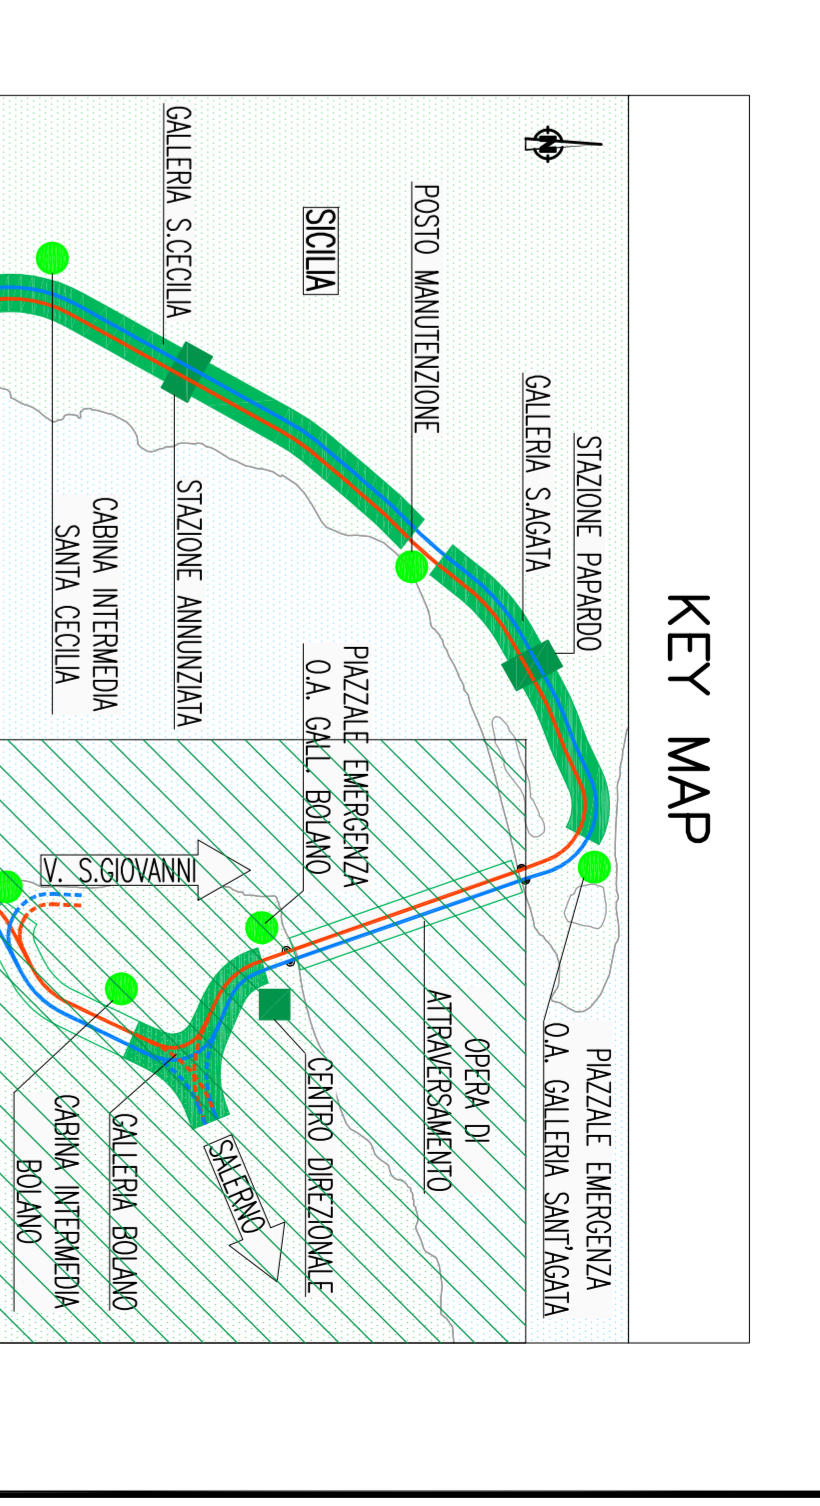 KEY MAP
N
STAZIONE PAPARDO
GALLERIA S.AGATA
POSTO MANUTENZIONE
SICILIA
GALLERIA S.CECILIA
PIAZZALE EMERGENZA
O.A. GALLERIA SANT'AGATA
OPERA DI
ATTRAVERSAMENTO
PIAZZALE EMERGENZA
O.A. GALL. BOLANO
CENTRO DIREZIONALE
SALERNO
STAZIONE ANNUNZIATA
CABINA INTERMEDIA
SANTA CECILIA
V. S.GIOVANNI
GALLERIA BOLANO
CABINA INTERMEDIA
BOLANO